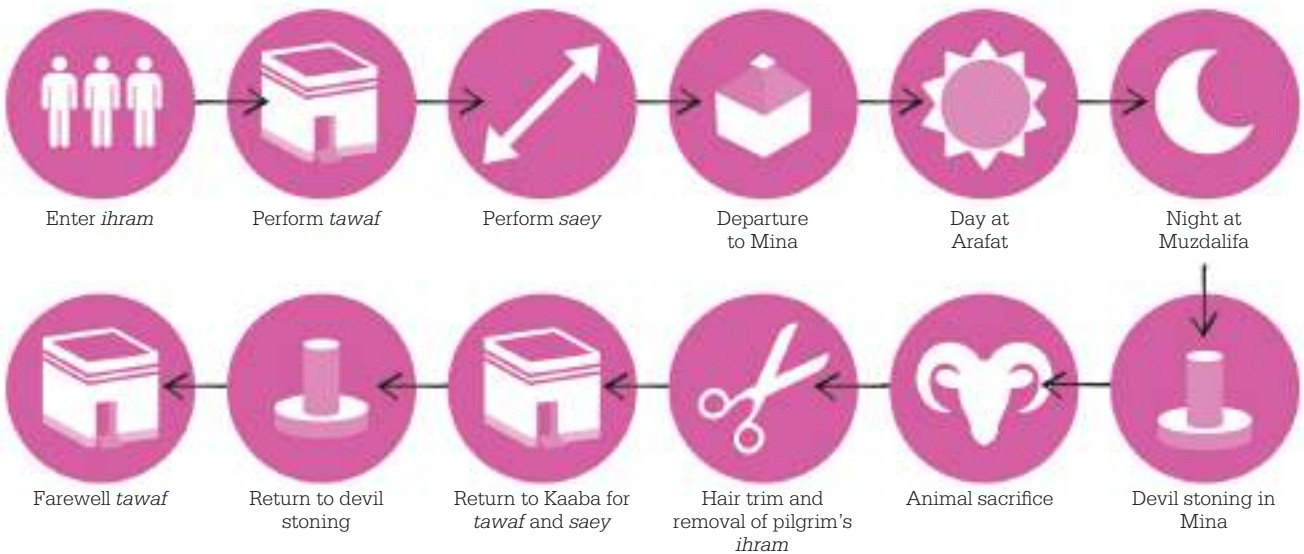 Enter ihram
Perform tawaf
Perform saey
Departure
to Mina
Day at
Arafat
Night at
Muzdalifa
Devil stoning in
Mina
Animal sacrifice
Hair trim and
removal of pilgrim's
ihram
Return to Kaaba for
tawaf and saey
Return to devil
stoning
Farewell tawaf